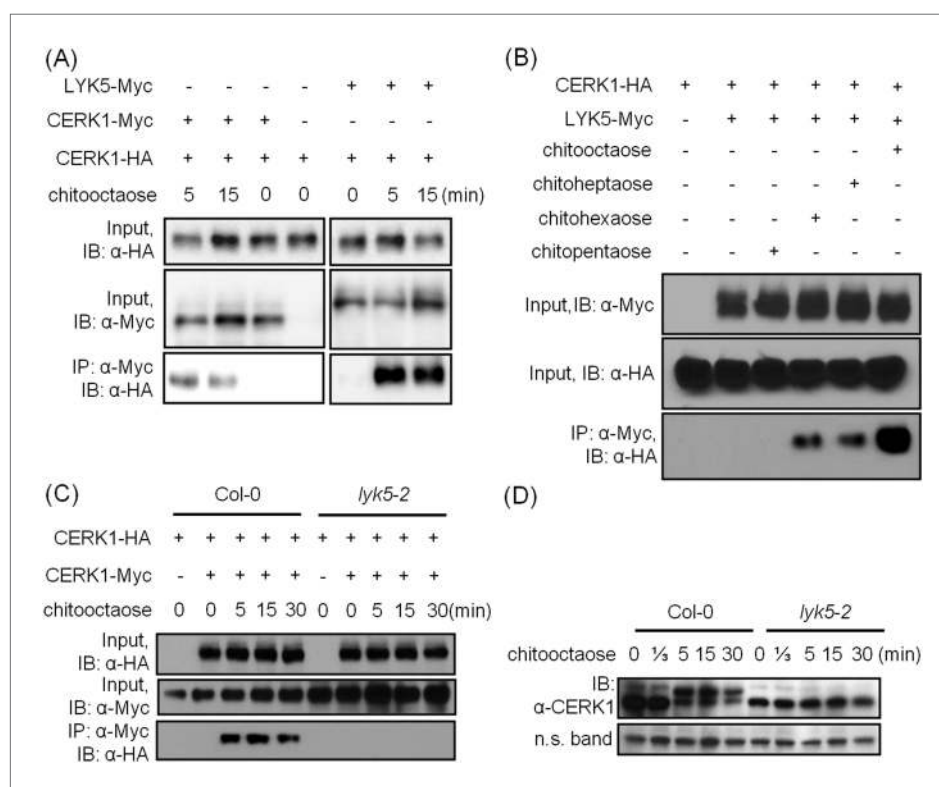 (A)
LYK5-Myc - - - - + + +
CERK1-Myc + + + - - - -
CERK1-HA + + + + + + +
chitooctaose 5 15 0 0 0 5 15 (min)
Input,
IB: α-HA
Input,
IB: α-Myc
IP: α-Myc
IB: α-HA
(B)
CERK1-HA + + + + + +
LYK5-Myc - + + + + +
chitooctaose - - - - - +
chitoheptaose - - - - + -
chitohexaose - - - + - -
chitopentaose - - + - - -
Input,IB: α-Myc
Input, IB: α-HA
IP: α-Myc,
IB: α-HA
(C)
Col-0 lyk5-2
CERK1-HA + + + + + + + + + +
CERK1-Myc - + + + + - + + + +
chitooctaose 0 0 5 15 30 0 0 5 15 30 (min)
Input,
IB: α-HA
Input,
IB: α-Myc
IP: α-Myc
IB: α-HA
(D)
Col-0 lyk5-2
chitooctaose 0 ⅓ 5 15 30 0 ⅓ 5 15 30 (min)
IB:
α-CERK1
n.s. band